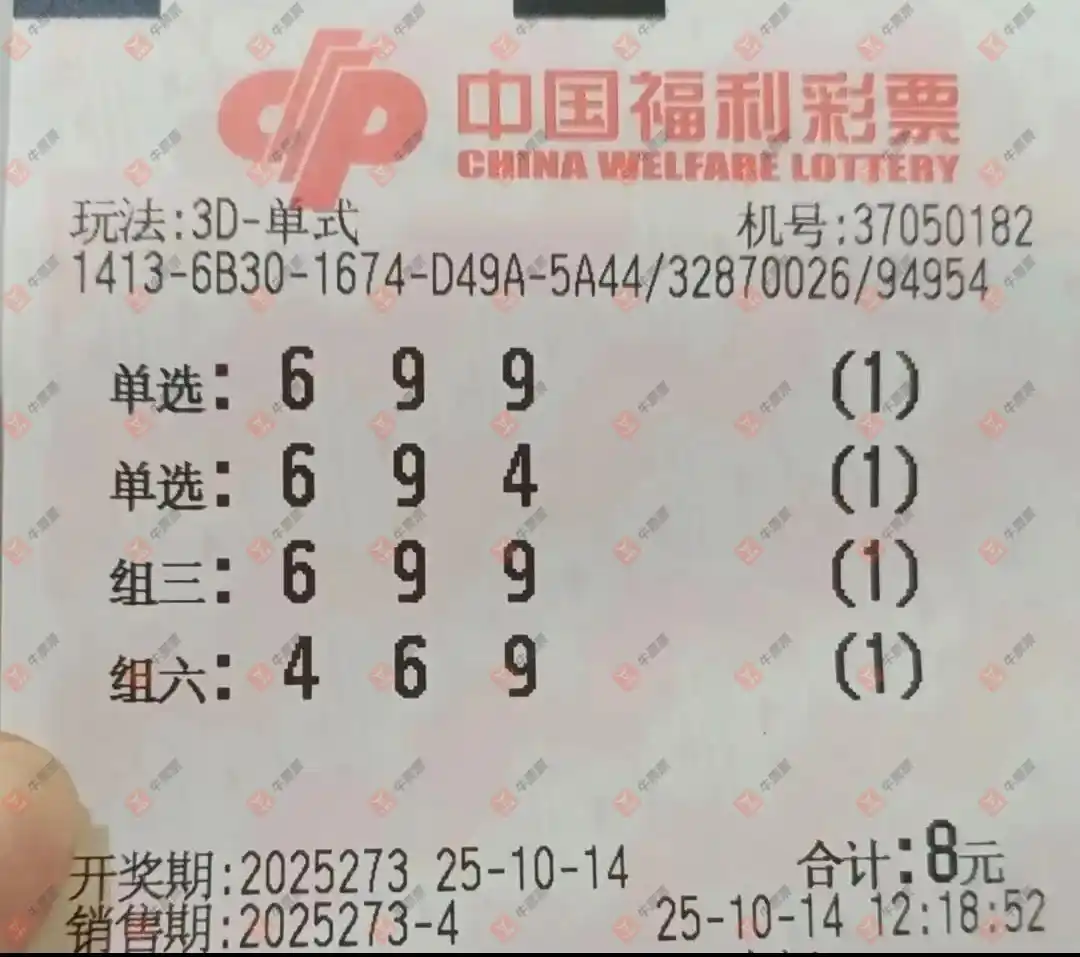 中国福利彩票
CHINA WELFARE LOTTERY
玩法:3D-单式 机号:37050182
1413-6B30-1674-D49A-5A44/32870026/94954
单选: 6 9 9 (1)
单选: 6 9 4 (1)
组三: 6 9 9 (1)
组六: 4 6 9 (1)
开奖期:2025273 25-10-14 合计:8元
销售期:2025273-4 25-10-14 12:18:52